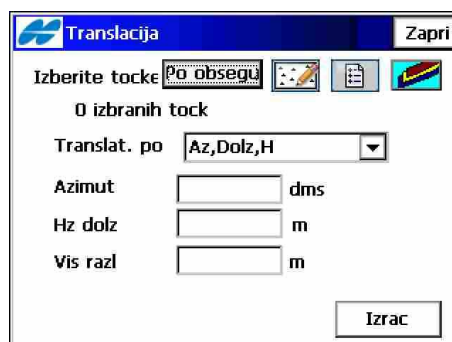 Translacija Zapri
Izberite tocke Po obsegu
0 izbranih tock
Translat. po Az,Dolz,H
Azimut dms
Hz dolz m
Vis razl m
Izrac